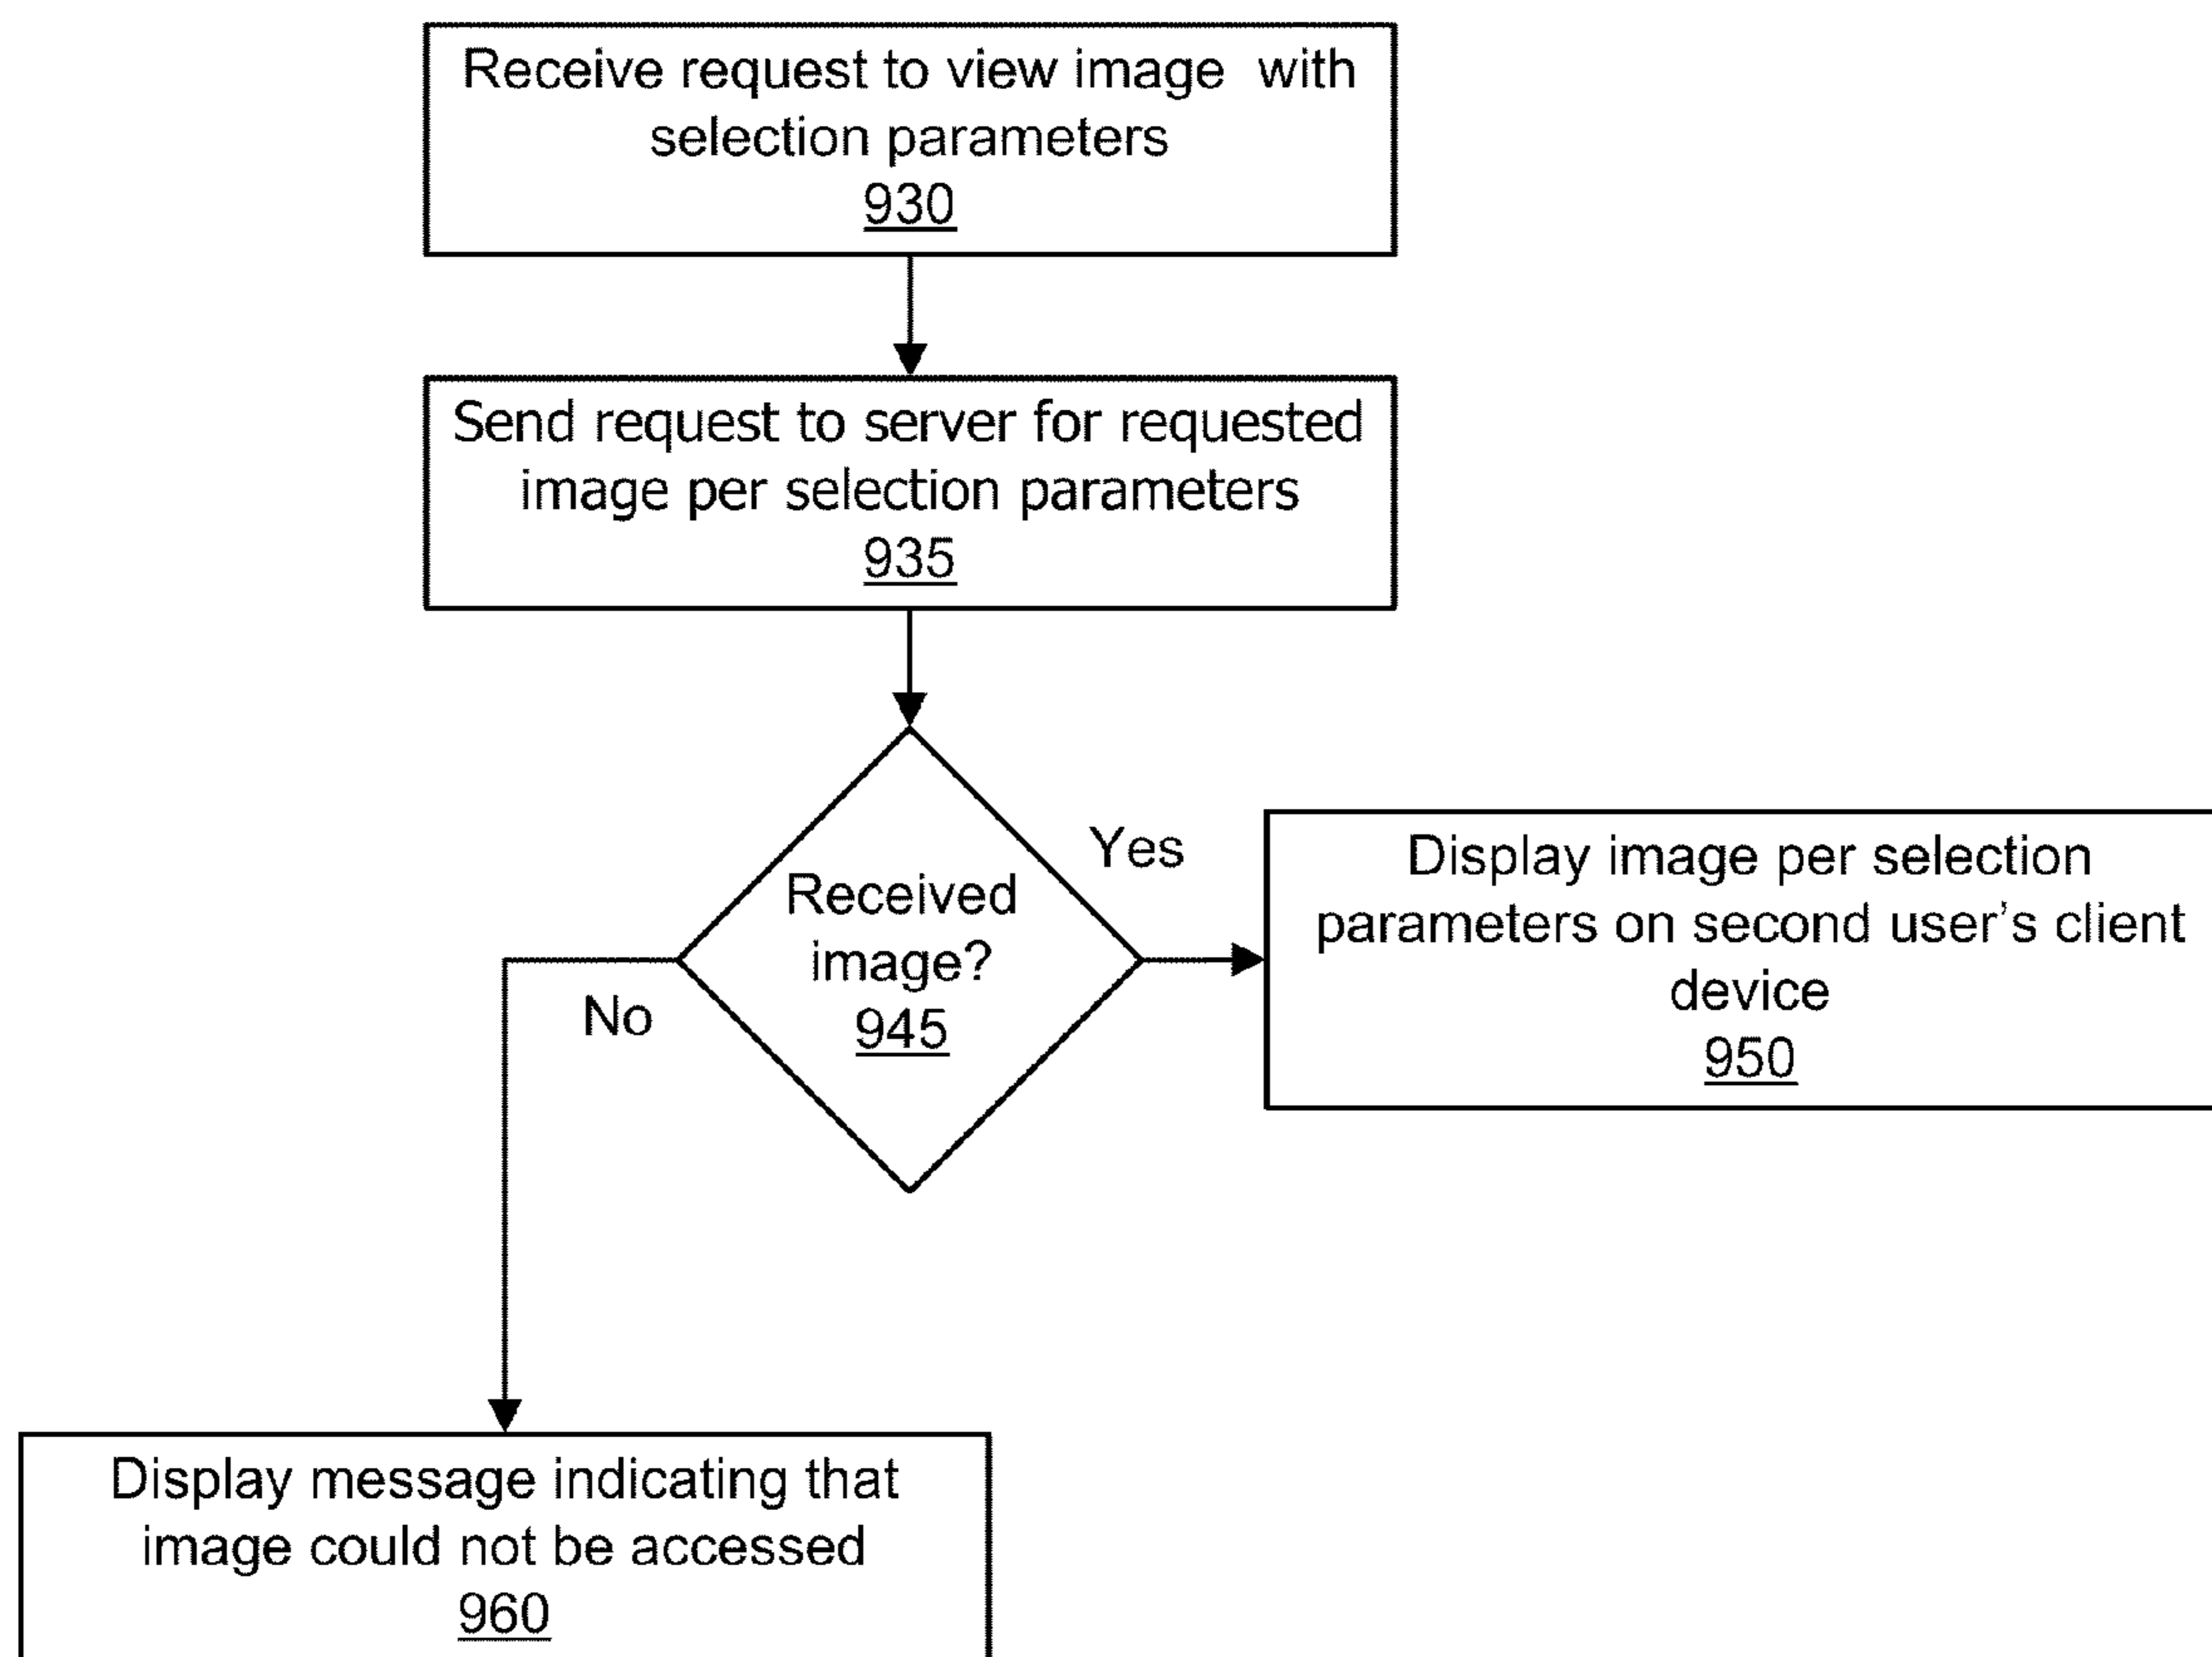 Receive request to view image with
selection parameters
930
Send request to server for requested
image per selection parameters
935
Yes
Received
image?
945
No
Display image per selection
parameters on second user's client
device
950
Display message indicating that
image could not be accessed
960